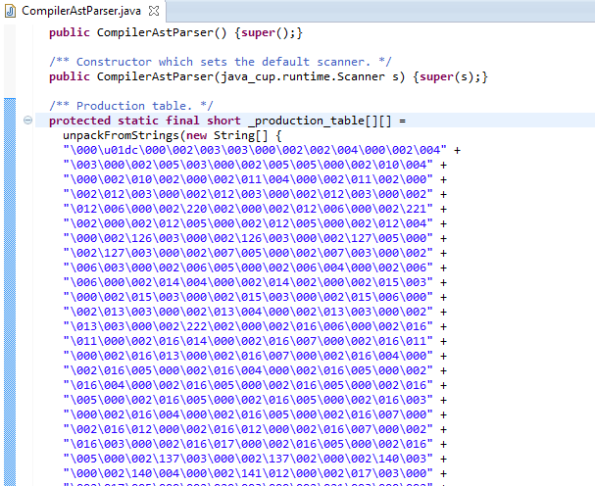 CompilerAstParser.java
public CompilerAstParser() {super();}
/** Constructor which sets the default scanner. */
public CompilerAstParser(java_cup.runtime.Scanner s) {super(s);}
/** Production table. */
protected static final short _production_table[][] =
unpackFromStrings(new String[] {
"\000\u01dc\000\002\003\003\000\002\002\004\000\002\004" +
"\003\000\002\005\003\000\002\005\005\000\002\010\004" +
"\000\002\010\002\000\002\011\004\000\002\011\002\000" +
"\002\012\003\000\002\012\003\000\002\012\003\000\002" +
"\012\006\000\002\220\002\000\002\012\006\000\002\221" +
"\002\000\002\012\005\000\002\012\005\000\002\012\004" +
"\000\002\126\003\000\002\126\003\000\002\127\005\000" +
"\002\127\003\000\002\007\005\000\002\007\003\000\002" +
"\006\003\000\002\006\005\000\002\006\004\000\002\006" +
"\006\000\002\014\004\000\002\014\002\000\002\015\003" +
"\000\002\015\003\000\002\015\003\000\002\015\006\000" +
"\002\013\003\000\002\013\004\000\002\013\003\000\002" +
"\013\003\000\002\222\002\000\002\016\006\000\002\016" +
"\011\000\002\016\014\000\002\016\007\000\002\016\011" +
"\000\002\016\013\000\002\016\007\000\002\016\004\000" +
"\002\016\005\000\002\016\004\000\002\016\005\000\002" +
"\016\004\000\002\016\005\000\002\016\005\000\002\016" +
"\005\000\002\016\005\000\002\016\005\000\002\016\003" +
"\000\002\016\004\000\002\016\005\000\002\016\007\000" +
"\002\016\012\000\002\016\012\000\002\016\007\000\002" +
"\016\003\000\002\016\017\000\002\016\005\000\002\016" +
"\005\000\002\137\003\000\002\137\002\000\002\140\003" +
"\000\002\140\004\000\002\141\012\000\002\017\003\000" +